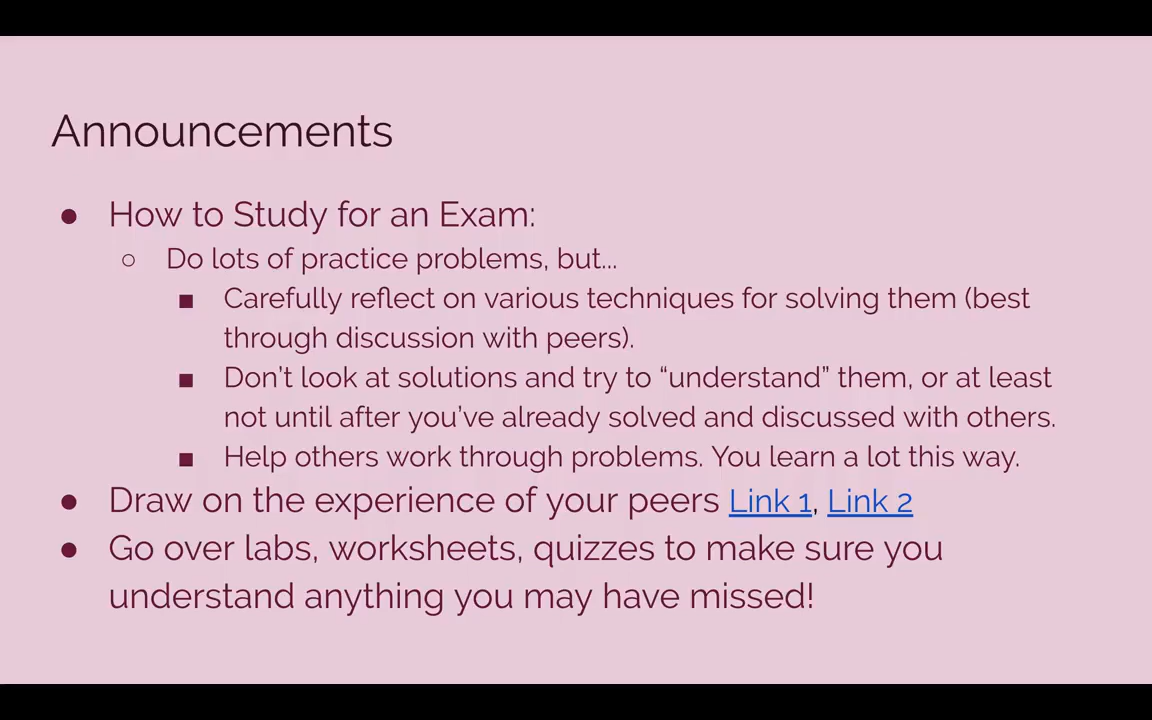 Announcements
● How to Study for an Exam:
○ Do lots of practice problems, but...
■ Carefully reflect on various techniques for solving them (best
through discussion with peers).
■ Don’t look at solutions and try to “understand” them, or at least
not until after you’ve already solved and discussed with others.
■ Help others work through problems. You learn a lot this way.
● Draw on the experience of your peers Link 1, Link 2
● Go over labs, worksheets, quizzes to make sure you
understand anything you may have missed!